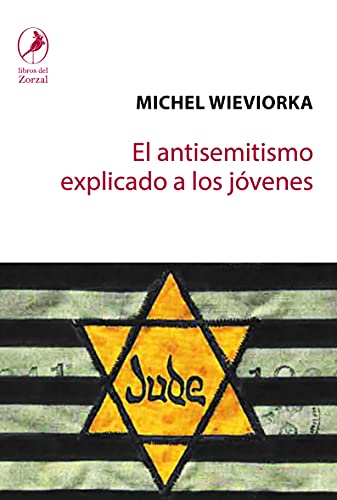 libros del
Zorzal
MICHEL WIEVIORKA
El antisemitismo
explicado a los jóvenes
Jude